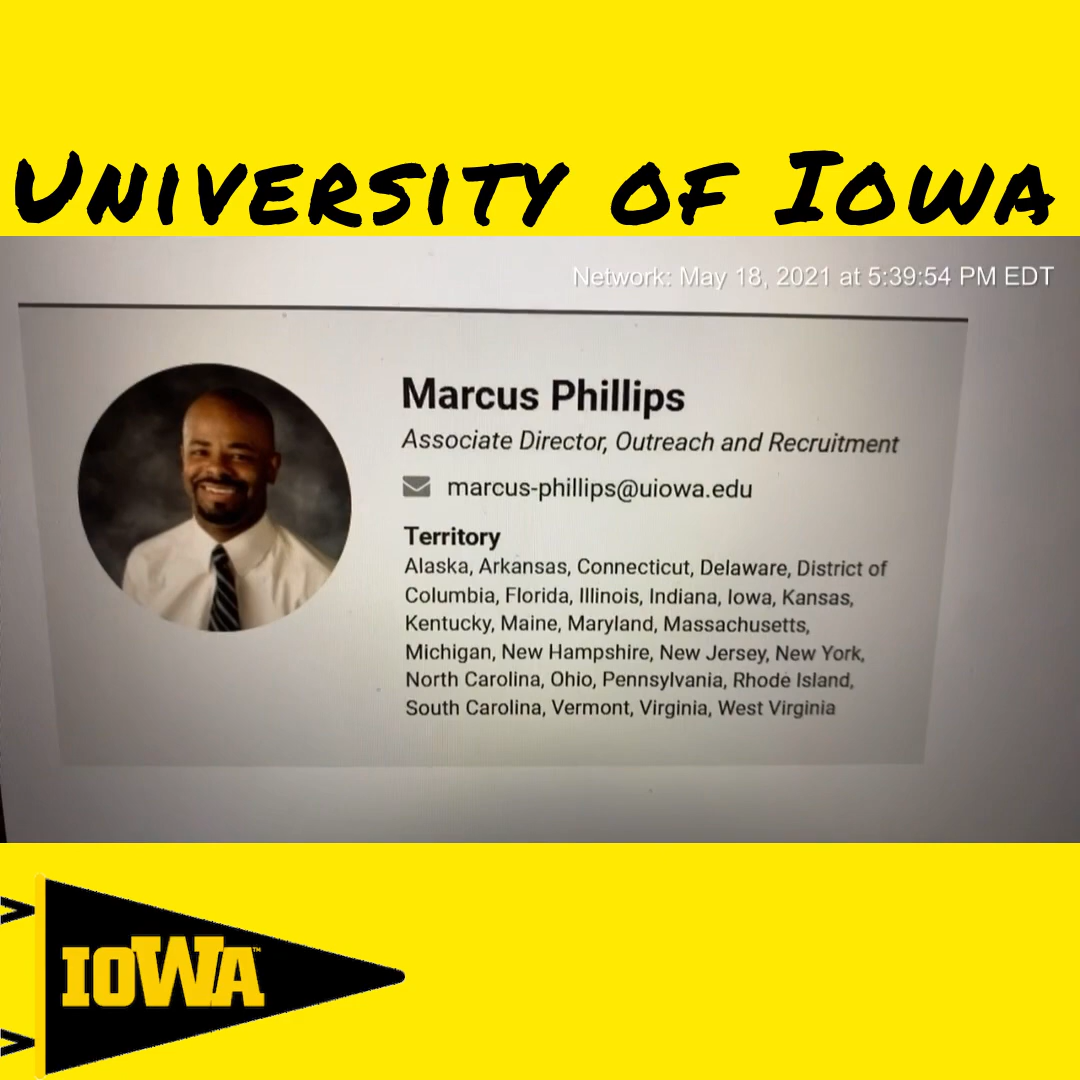 UNIVERSITY OF IOWA
Network: May 18, 2021 at 5:39:54 PM EDT
Marcus Phillips
Associate Director, Outreach and Recruitment
marcus-phillips@uiowa.edu
Territory
Alaska, Arkansas, Connecticut, Delaware, District of
Columbia, Florida, Illinois, Indiana, Iowa, Kansas,
Kentucky, Maine, Maryland, Massachusetts,
Michigan, New Hampshire, New Jersey, New York,
North Carolina, Ohio, Pennsylvania, Rhode Island,
South Carolina, Vermont, Virginia, West Virginia
IOWA™